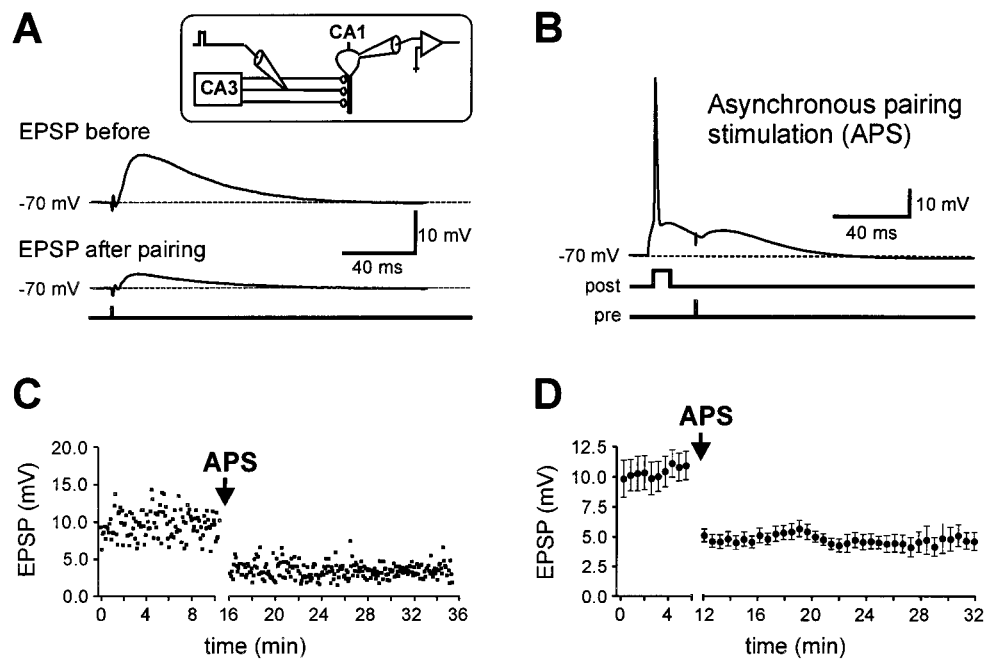 A
CA1
CA3
EPSP before
-70 mV
10 mV
40 ms
EPSP after pairing
-70 mV
B
Asynchronous pairing
stimulation (APS)
10 mV
40 ms
-70 mV
post
pre
C
APS
EPSP (mV)
20.0
15.0
10.0
5.0
0.0
0 4 8 16 20 24 28 32 36
time (min)
D
APS
EPSP (mV)
12.5
10.0
7.5
5.0
2.5
0.0
0 4 12 16 20 24 28 32
time (min)